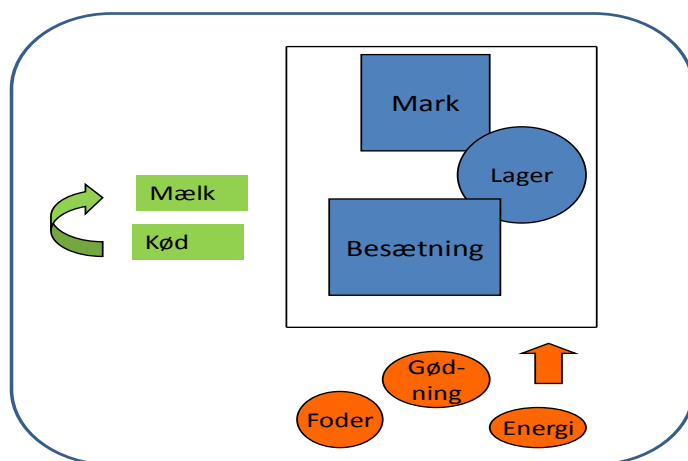 Mark
Lager
Mælk
Kød
Besætning
Gød-
ning
Foder
Energi